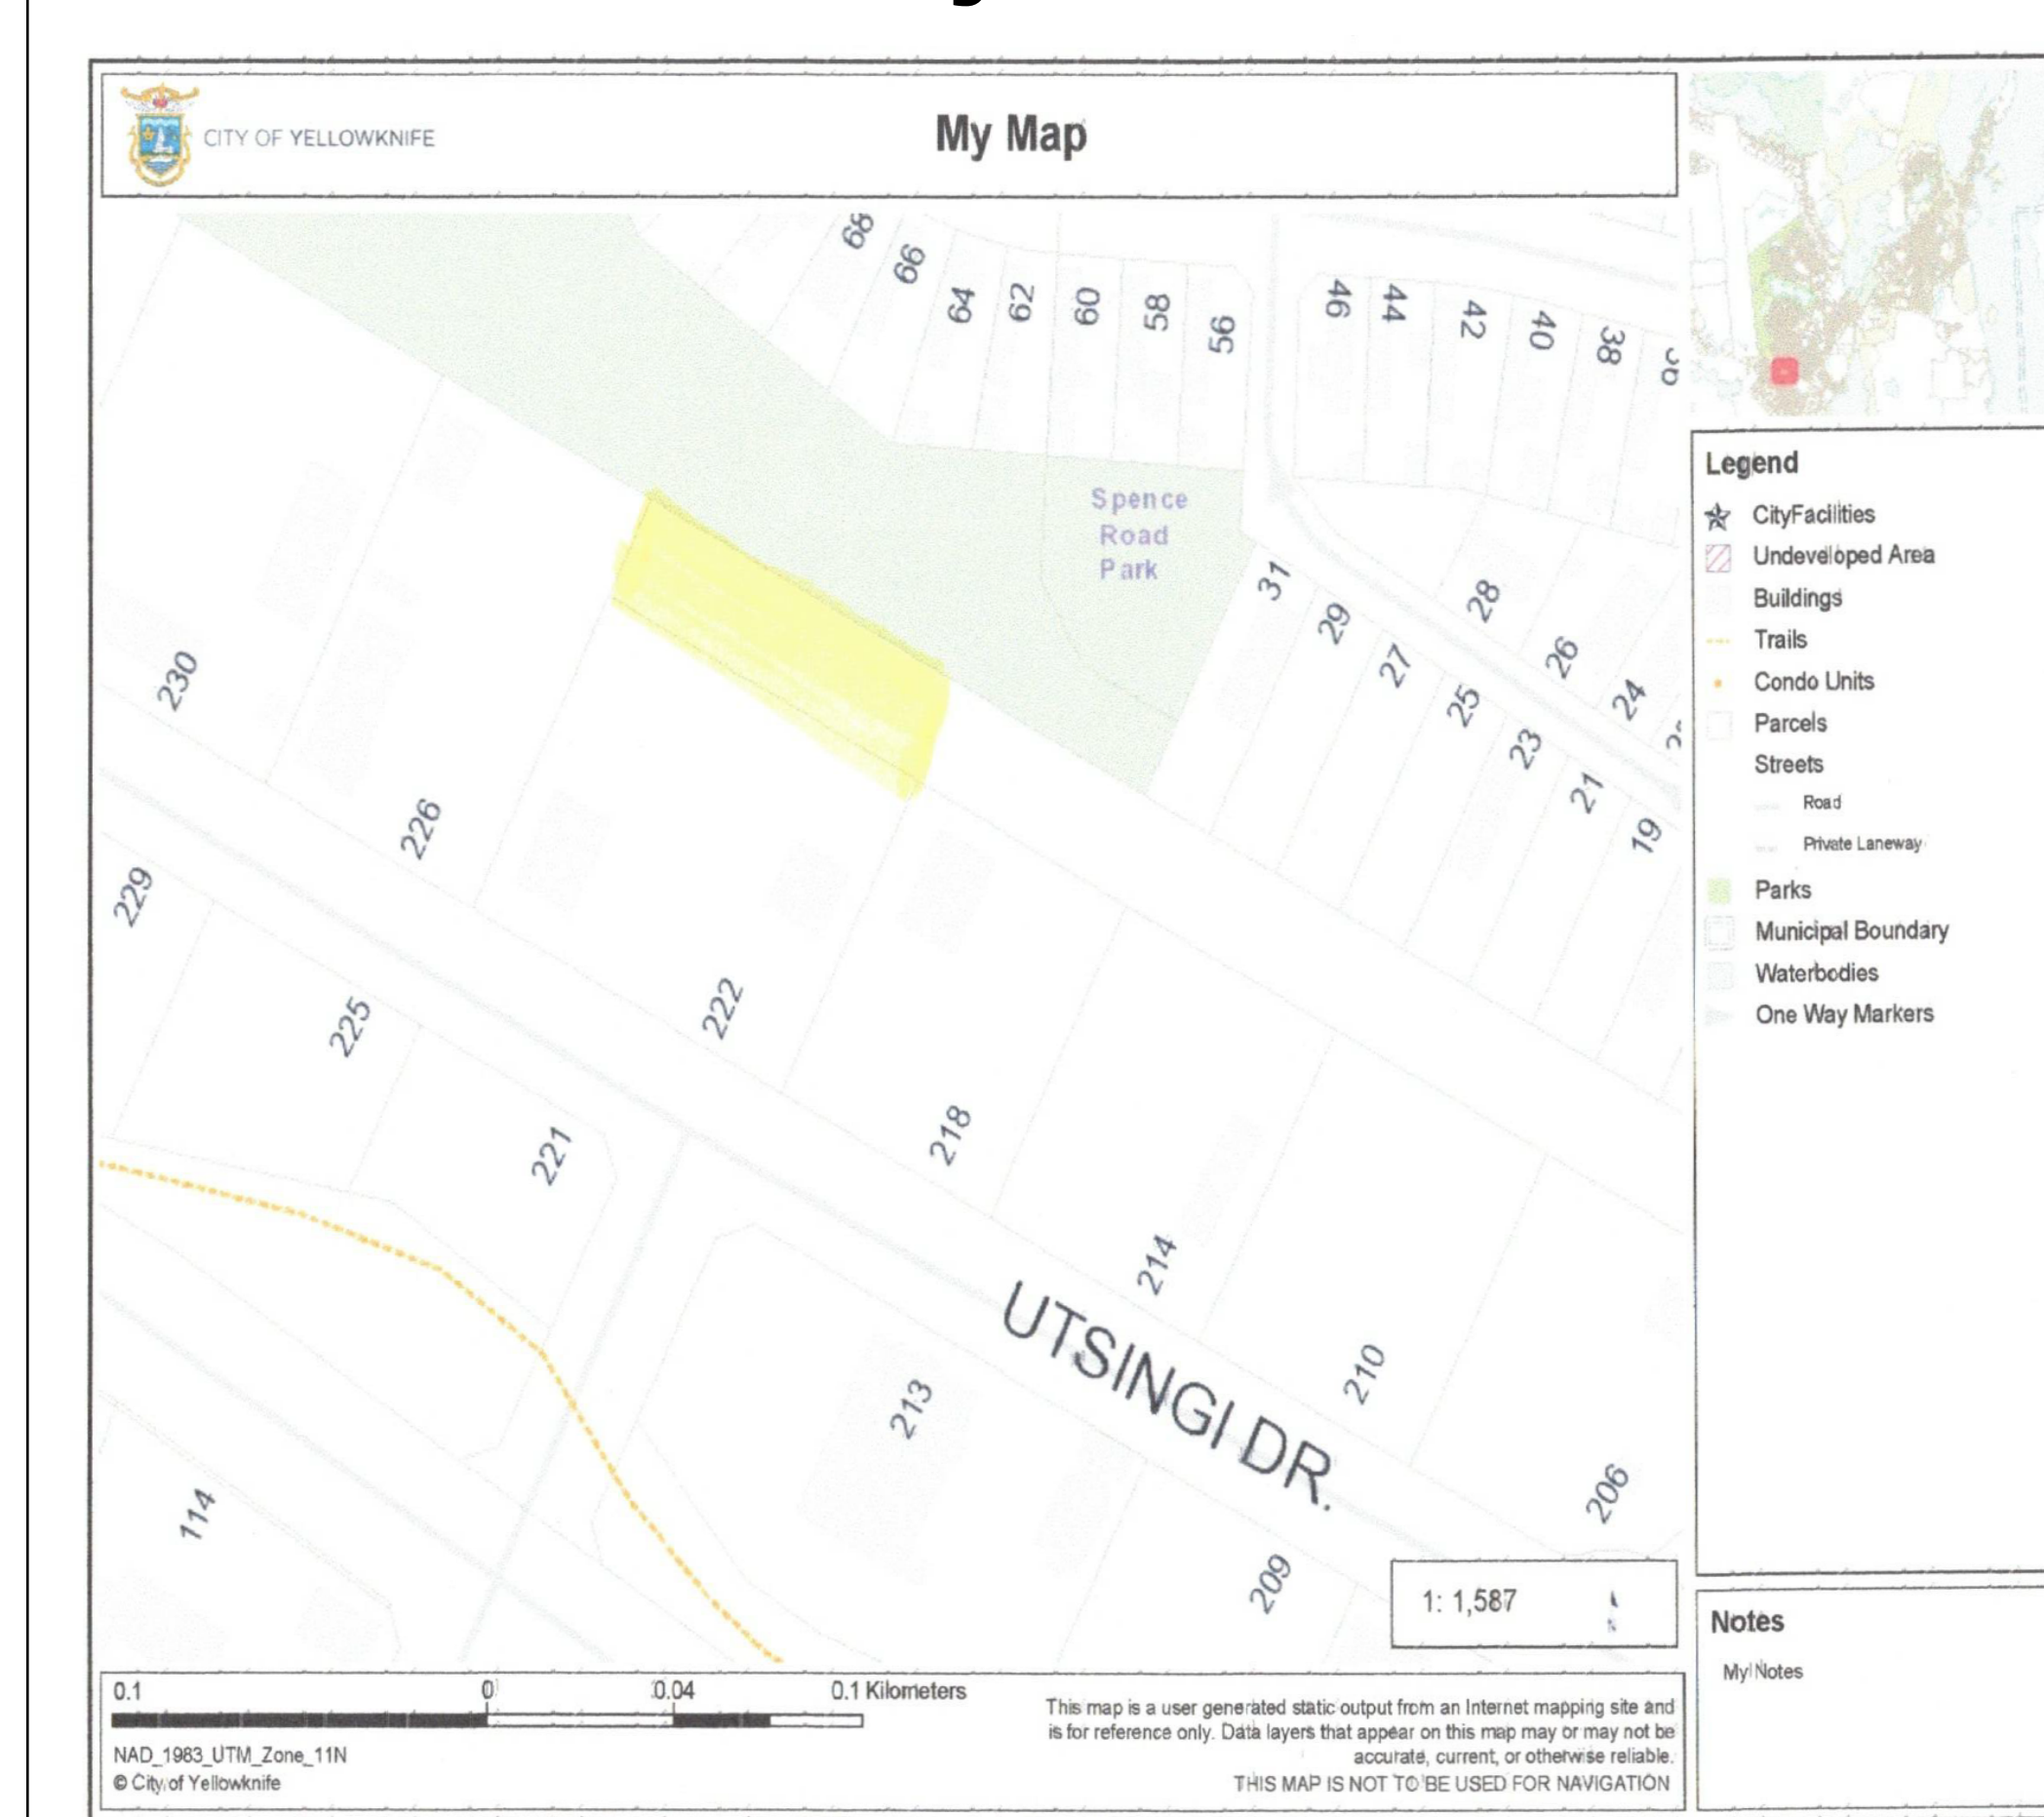 CITY OF YELLOWKNIFE
My Map
68
66
64
62
60
58
56
46
44
42
40
38
Spence
Road
Park
31
29
27
25
23
21
19
28
26
24
230
226
222
218
214
210
206
229
225
221
213
209
114
UTSINGI DR.
1: 1,587
N
Legend
CityFacilities
Undeveloped Area
Buildings
Trails
Condo Units
Parcels
Streets
Road
Private Laneway
Parks
Municipal Boundary
Waterbodies
One Way Markers
Notes
My Notes
0.1 0 0.04 0.1 Kilometers
NAD_1983_UTM_Zone_11N
© City of Yellowknife
This map is a user generated static output from an Internet mapping site and
is for reference only. Data layers that appear on this map may or may not be
accurate, current, or otherwise reliable.
THIS MAP IS NOT TO BE USED FOR NAVIGATION